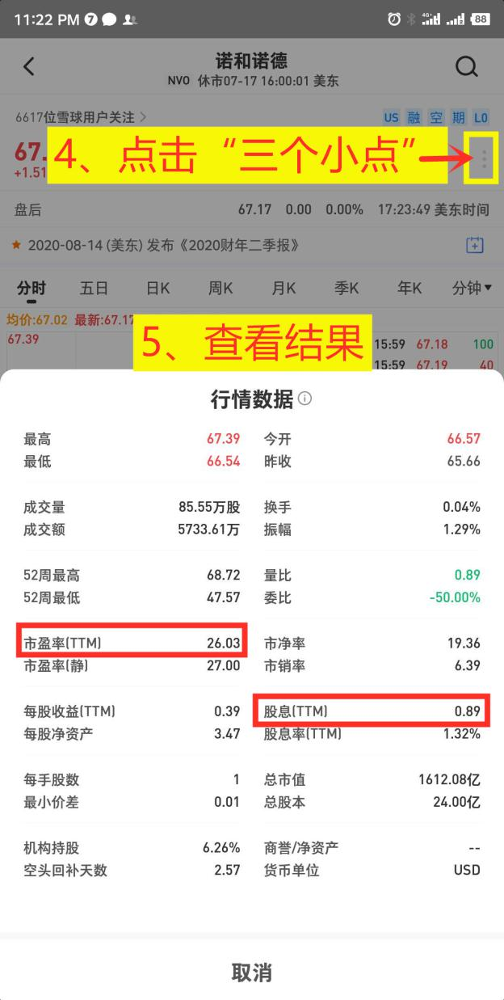 11:22 PM 7 4G+ 88
诺和诺德
NVO 休市07-17 16:00:01 美东
6617位雪球用户关注 US 融 空 期 L0
67.
+1.51
4、点击“三个小点”
盘后 67.17 0.00 0.00% 17:23:49 美东时间
2020-08-14 (美东) 发布《2020财年二季报》
分时 五日 日K 周K 月K 季K 年K 分钟
均价:67.02 最新:67.17
67.39 15:59 67.18 100
15:59 67.19 40
5、查看结果
行情数据
最高 67.39 今开 66.57
最低 66.54 昨收 65.66
成交量 85.55万股 换手 0.04%
成交额 5733.61万 振幅 1.29%
52周最高 68.72 量比 0.89
52周最低 47.57 委比 -50.00%
市盈率(TTM) 26.03 市净率 19.36
市盈率(静) 27.00 市销率 6.39
每股收益(TTM) 0.39 股息(TTM) 0.89
每股净资产 3.47 股息率(TTM) 1.32%
每手股数 1 总市值 1612.08亿
最小价差 0.01 总股本 24.00亿
机构持股 6.26% 商誉/净资产 --
空头回补天数 2.57 货币单位 USD
取消